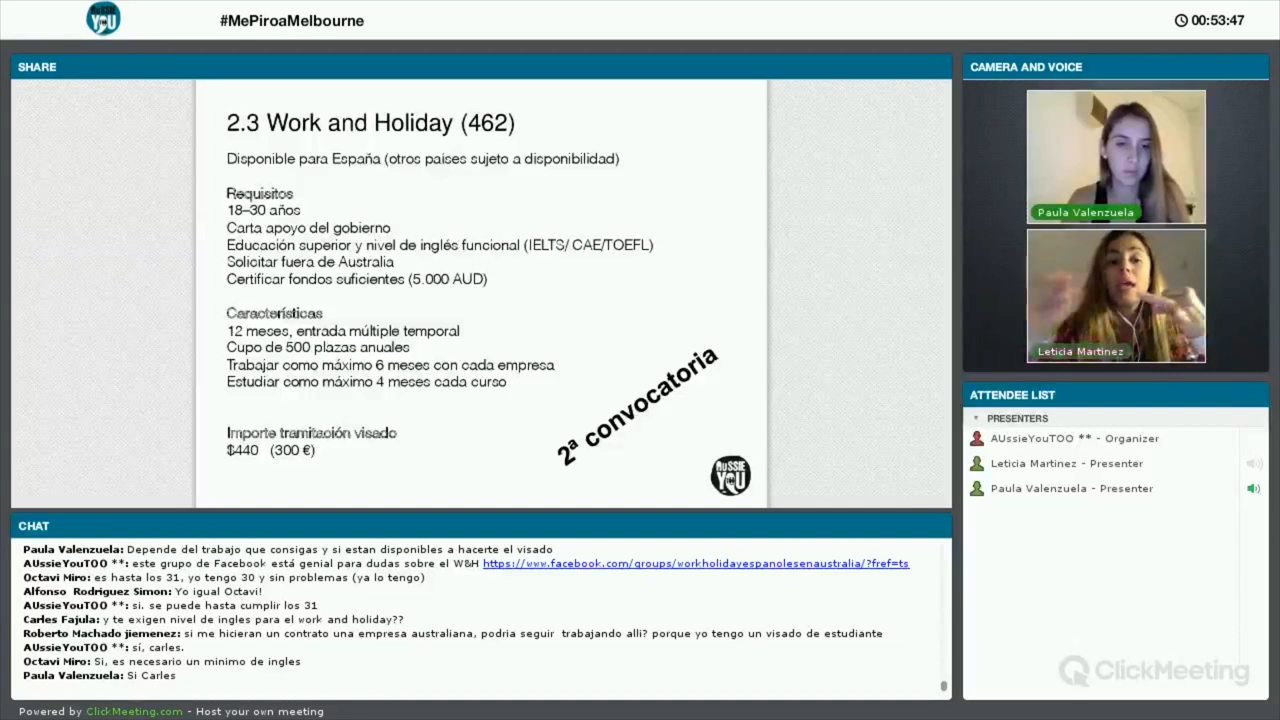 AUSSIE
YOU
#MePiroaMelbourne
00:53:47
SHARE
2.3 Work and Holiday (462)
Disponible para España (otros países sujeto a disponibilidad)
Requisitos
18–30 años
Carta apoyo del gobierno
Educación superior y nivel de inglés funcional (IELTS/ CAE/TOEFL)
Solicitar fuera de Australia
Certificar fondos suficientes (5.000 AUD)
Características
12 meses, entrada múltiple temporal
Cupo de 500 plazas anuales
Trabajar como máximo 6 meses con cada empresa
Estudiar como máximo 4 meses cada curso
Importe tramitación visado
$440 (300 €)
2ª convocatoria
AUSSIE
YOU
CAMERA AND VOICE
Paula Valenzuela
Leticia Martinez
ATTENDEE LIST
PRESENTERS
AUssieYouTOO ** - Organizer
Leticia Martinez - Presenter
Paula Valenzuela - Presenter
CHAT
Paula Valenzuela: Depende del trabajo que consigas y si estan disponibles a hacerte el visado
AUssieYouTOO **: este grupo de Facebook está genial para dudas sobre el W&H https://www.facebook.com/groups/workholidayespanolesenaustralia/?fref=ts
Octavi Miro: es hasta los 31, yo tengo 30 y sin problemas (ya lo tengo)
Alfonso Rodriguez Simon: Yo igual Octavi!
AUssieYouTOO **: si. se puede hasta cumplir los 31
Carles Fajula: y te exigen nivel de ingles para el work and holiday??
Roberto Machado jiemenez: si me hicieran un contrato una empresa australiana, podria seguir trabajando alli? porque yo tengo un visado de estudiante
AUssieYouTOO **: sí, carles.
Octavi Miro: Si, es necesario un minimo de ingles
Paula Valenzuela: Si Carles
ClickMeeting
Powered by ClickMeeting.com - Host your own meeting